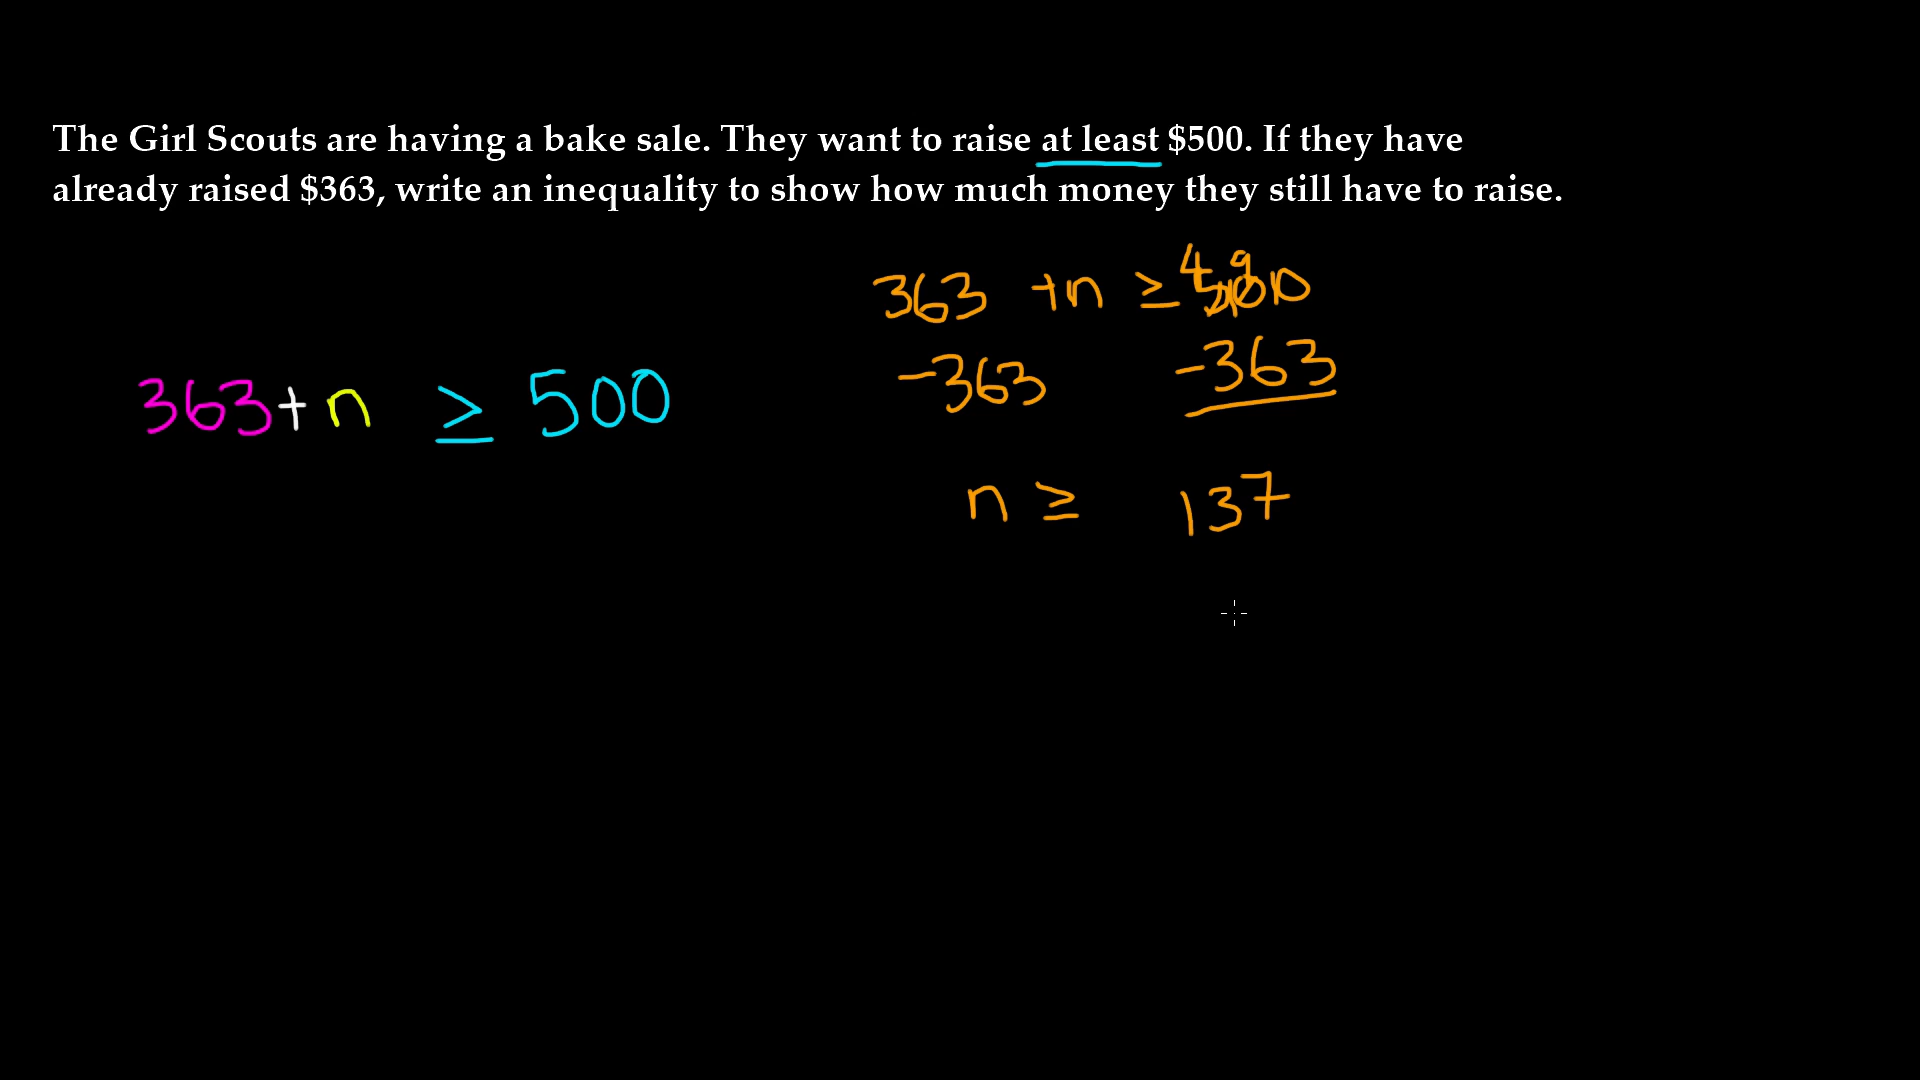 The Girl Scouts are having a bake sale. They want to raise at least $500. If they have
already raised $363, write an inequality to show how much money they still have to raise.
363+n ≥ 500
4 9
363 +n ≥ 500
-363 -363
n ≥ 137